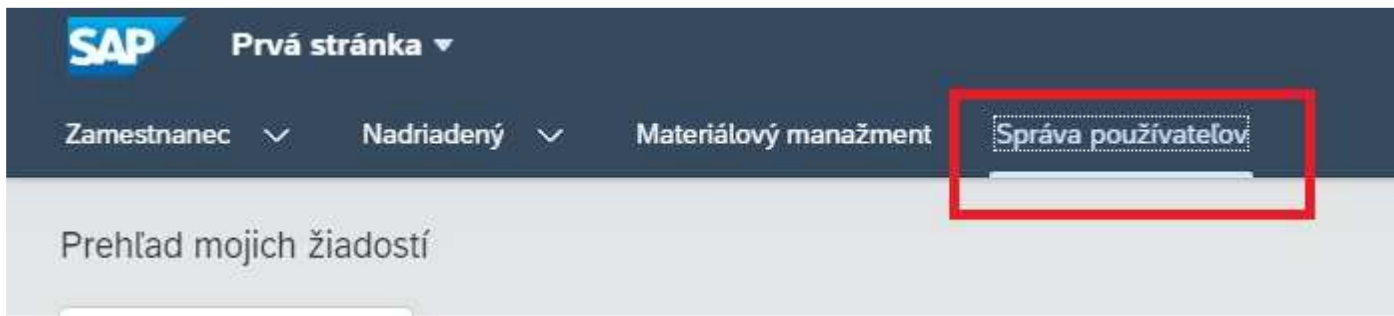 SAP Prvá stránka
Zamestnanec Nadriadený Materiálový manažment Správa používateľov
Prehľad mojich žiadostí